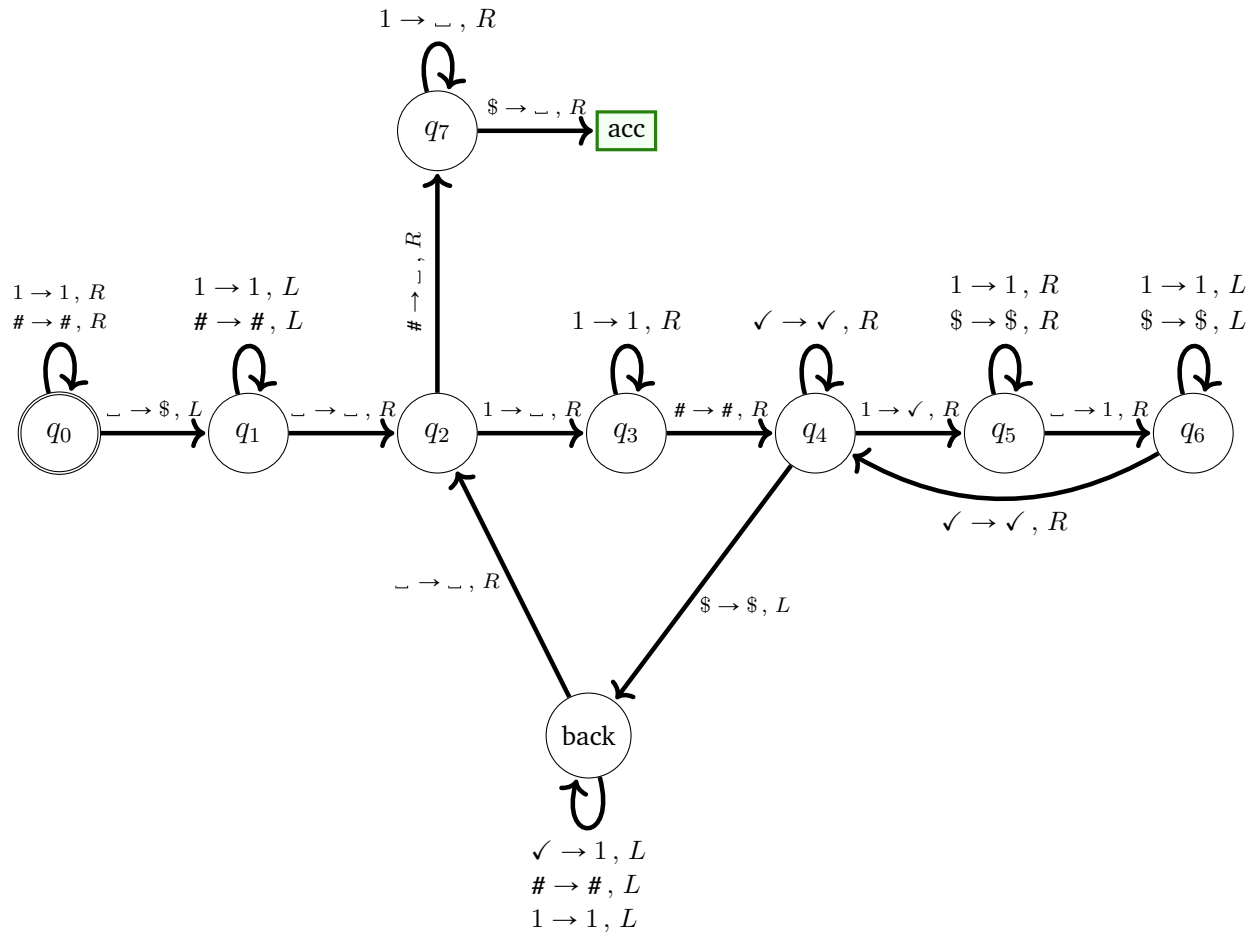 1 → ␣ , R
$ → ␣ , R
q7
acc
# → ␣ , R
1 → 1 , R
# → # , R
1 → 1 , L
# → # , L
1 → 1 , R
✓ → ✓ , R
1 → 1 , R
$ → $ , R
1 → 1 , L
$ → $ , L
q0
␣ → $ , L
q1
␣ → ␣ , R
q2
1 → ␣ , R
q3
# → # , R
q4
1 → ✓ , R
q5
␣ → 1 , R
q6
✓ → ✓ , R
␣ → ␣ , R
$ → $ , L
back
✓ → 1 , L
# → # , L
1 → 1 , L